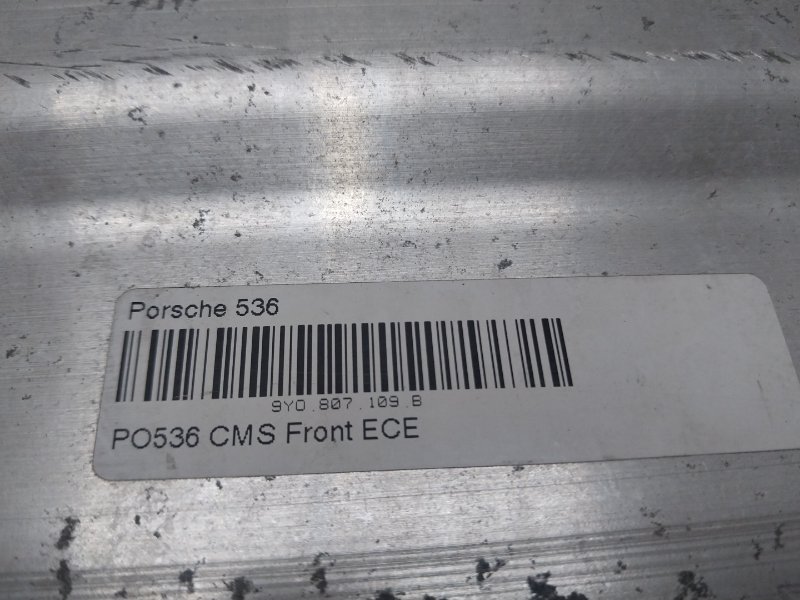 Porsche 536
9Y0.807.109.B
PO536 CMS Front ECE